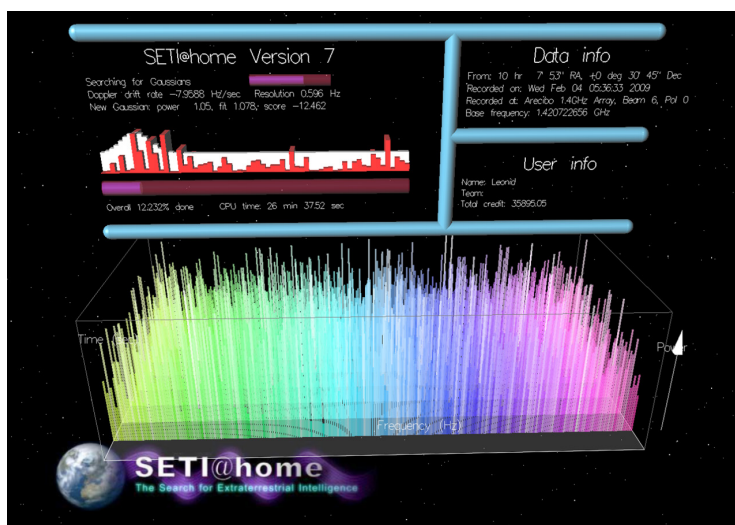 SETI@home Version 7
Searching for Gaussians
Doppler drift rate -7.9588 Hz/sec Resolution 0.596 Hz
New Gaussian: power 1.05, fit 1.078, score -12.462
Overall 12.232% done CPU time: 26 min 37.52 sec
Data info
From: 10 hr 7' 53" RA, +0 deg 30' 45" Dec
Recorded on: Wed Feb 04 05:36:33 2009
Recorded at: Arecibo 1.4GHz Array, Beam 6, Pol 0
Base frequency: 1.420722656 GHz
User info
Name: Leonid
Team:
Total credit: 35895.05
Time
Power
Frequency (Hz)
SETI@home
The Search for Extraterrestrial Intelligence